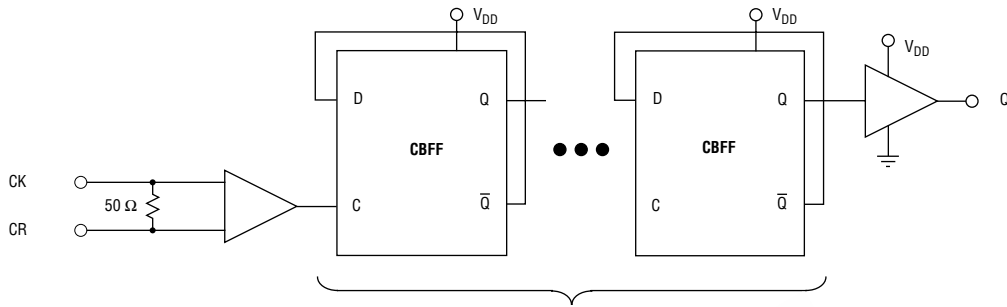 V_DD
V_DD
V_DD
D Q
D Q
Q
CBFF
CBFF
CK
50 Ω
CR
C Q̅
C Q̅